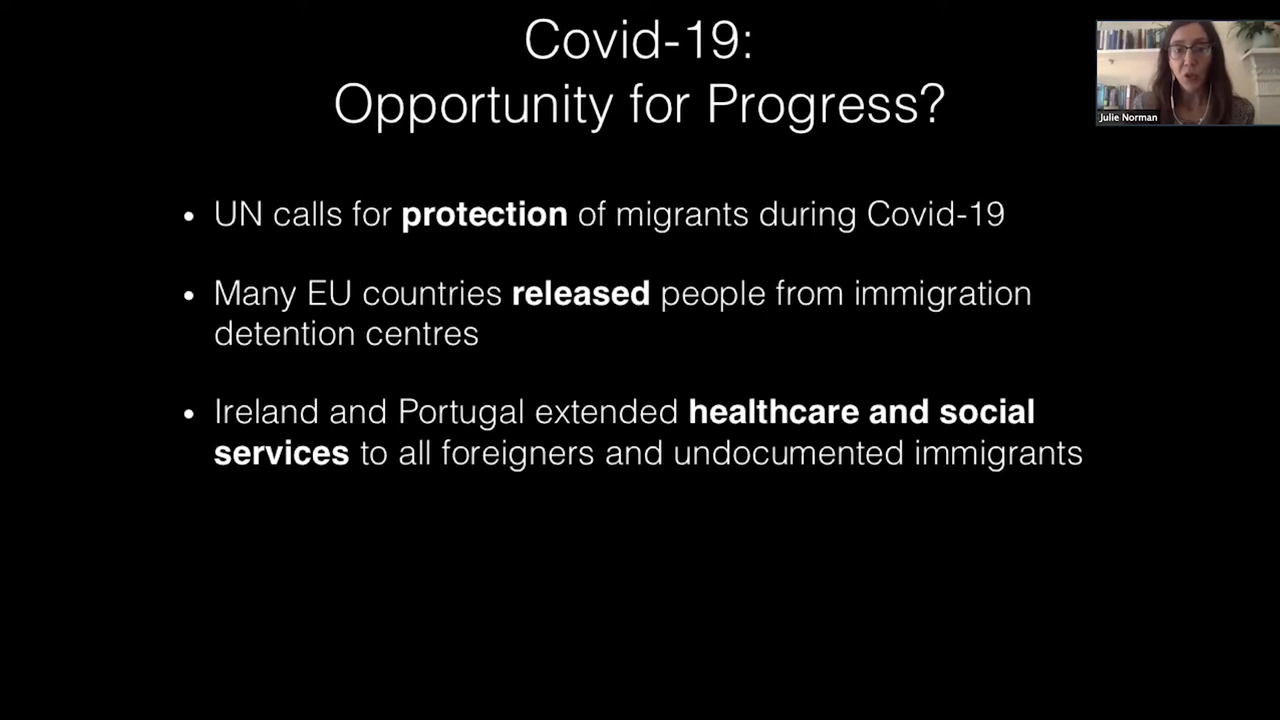 Covid-19:
Opportunity for Progress?
Julie Norman
• UN calls for protection of migrants during Covid-19
• Many EU countries released people from immigration
detention centres
• Ireland and Portugal extended healthcare and social
services to all foreigners and undocumented immigrants